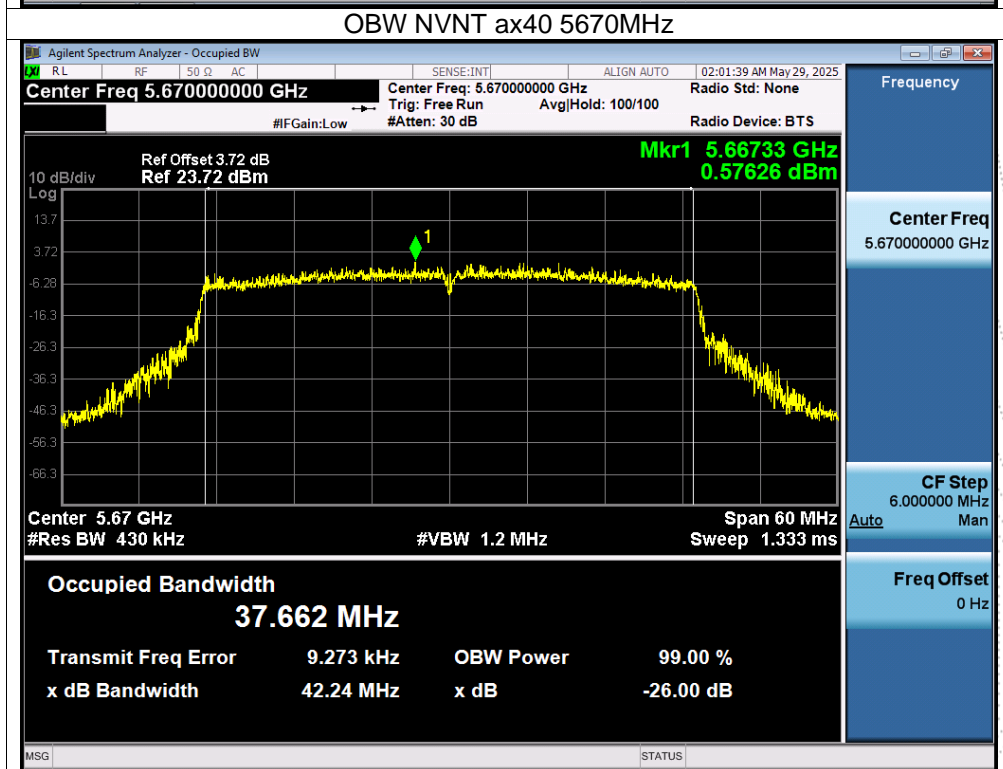 OBW NVNT ax40 5670MHz
Agilent Spectrum Analyzer - Occupied BW
LXI RL RF 50 Ω AC SENSE:INT ALIGN AUTO 02:01:39 AM May 29, 2025
Center Freq 5.670000000 GHz
Center Freq: 5.670000000 GHz
Radio Std: None
Trig: Free Run Avg|Hold: 100/100
#IFGain:Low #Atten: 30 dB Radio Device: BTS
Mkr1 5.66733 GHz
0.57626 dBm
Ref Offset 3.72 dB
10 dB/div Ref 23.72 dBm
Log
13.7
3.72
-6.28
-16.3
-26.3
-36.3
-46.3
-56.3
-66.3
1
Center 5.67 GHz Span 60 MHz
#Res BW 430 kHz #VBW 1.2 MHz Sweep 1.333 ms
Occupied Bandwidth
37.662 MHz
Transmit Freq Error 9.273 kHz OBW Power 99.00 %
x dB Bandwidth 42.24 MHz x dB -26.00 dB
MSG STATUS
Frequency
Center Freq
5.670000000 GHz
CF Step
6.000000 MHz
Auto Man
Freq Offset
0 Hz